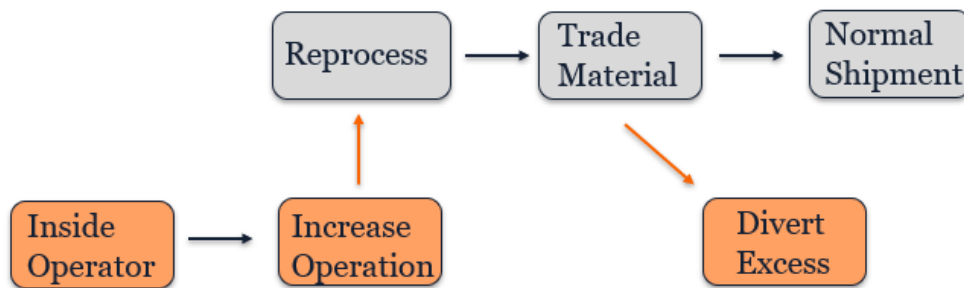 Reprocess
Trade
Material
Normal
Shipment
Inside
Operator
Increase
Operation
Divert
Excess